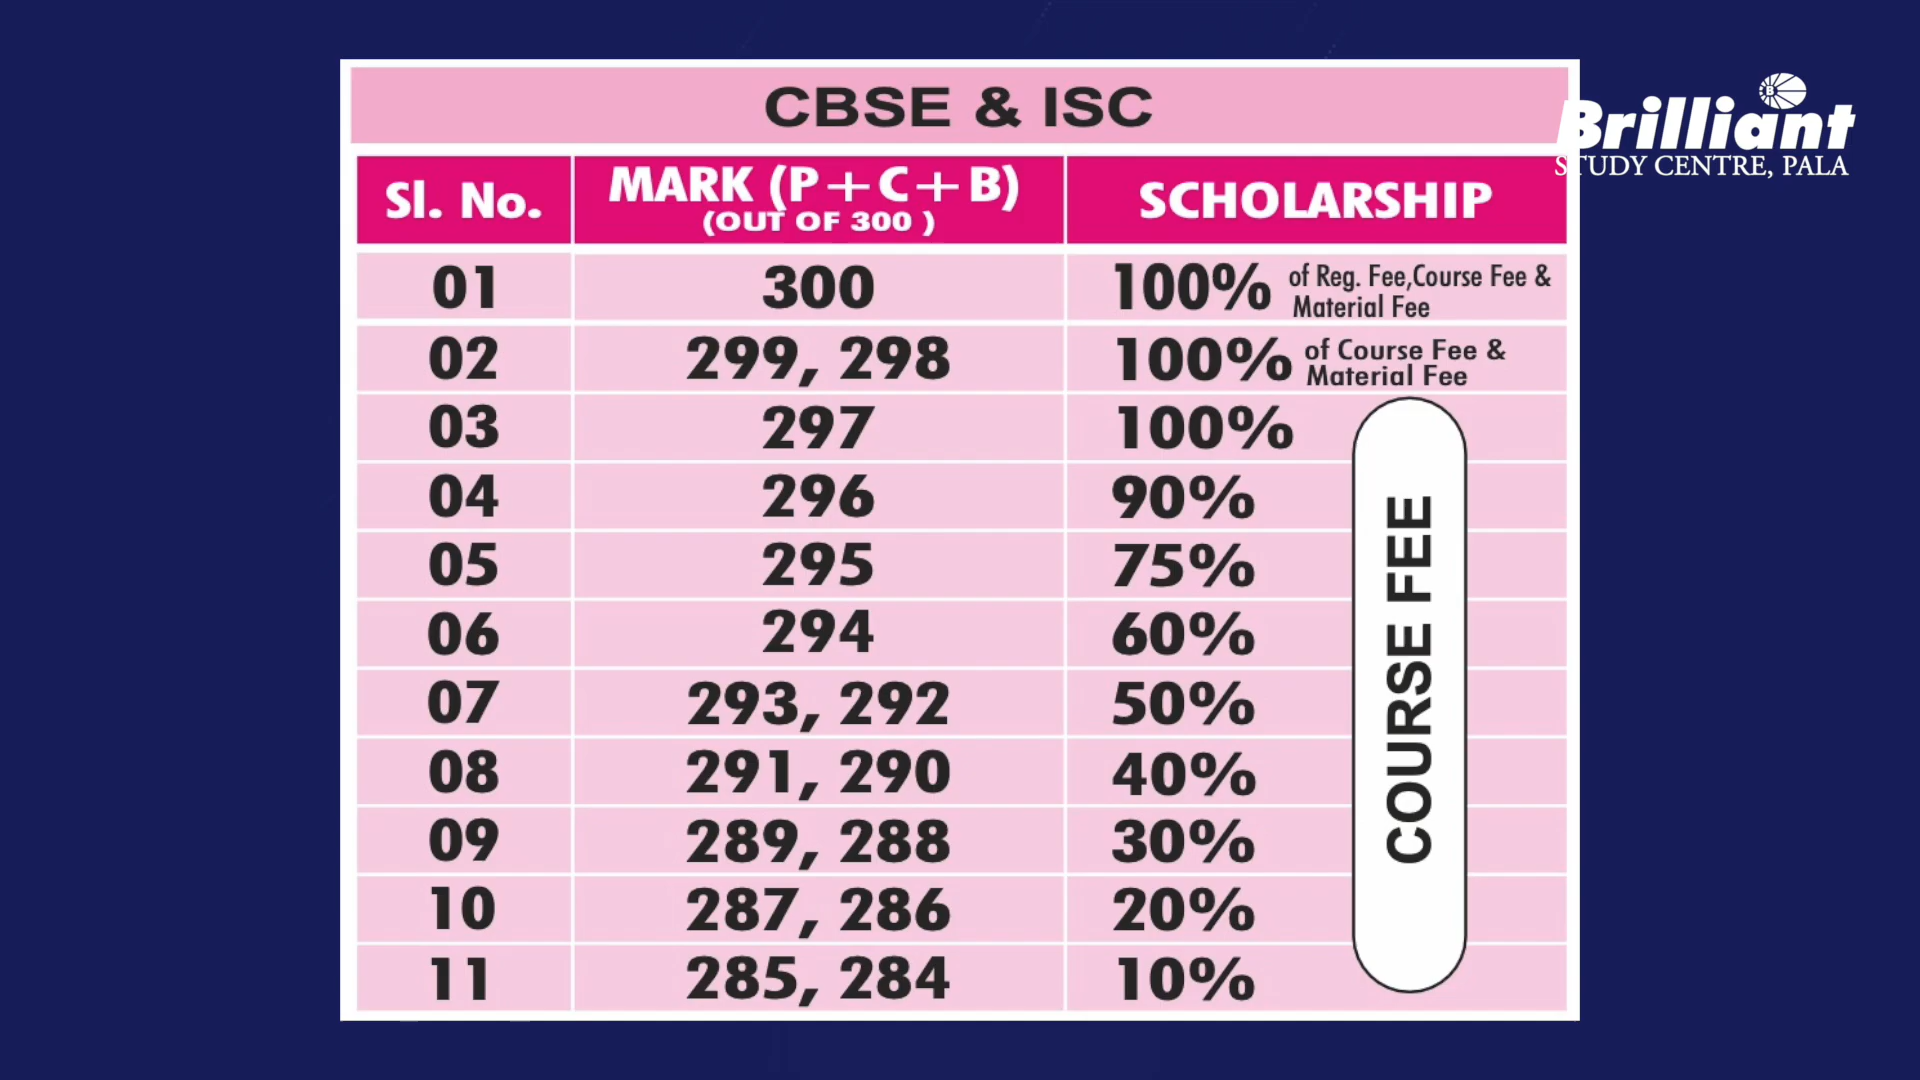 CBSE & ISC
Brilliant
STUDY CENTRE, PALA
Sl. No. MARK (P+C+B) SCHOLARSHIP
(OUT OF 300 )
01 300 100% of Reg. Fee,Course Fee &
Material Fee
02 299, 298 100% of Course Fee &
Material Fee
03 297 100%
04 296 90%
05 295 75%
06 294 60%
07 293, 292 50%
08 291, 290 40%
09 289, 288 30%
10 287, 286 20%
11 285, 284 10%
COURSE FEE